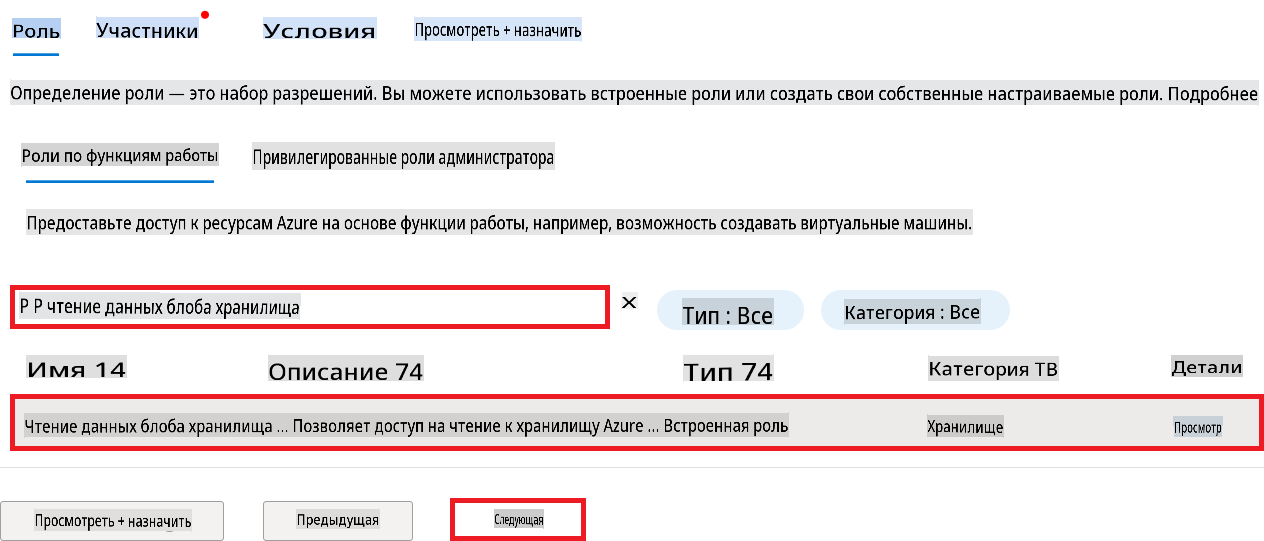 Роль Участники Условия Просмотреть + назначить
Определение роли — это набор разрешений. Вы можете использовать встроенные роли или создать свои собственные настраиваемые роли. Подробнее
Роли по функциям работы Привилегированные роли администратора
Предоставьте доступ к ресурсам Azure на основе функции работы, например, возможность создавать виртуальные машины.
Р Р чтение данных блоба хранилища × Тип : Все Категория : Все
Имя 14 Описание 74 Тип 74 Категория ТВ Детали
Чтение данных блоба хранилища ... Позволяет доступ на чтение к хранилищу Azure ... Встроенная роль Хранилище Просмотр
Просмотреть + назначить Предыдущая Следующая